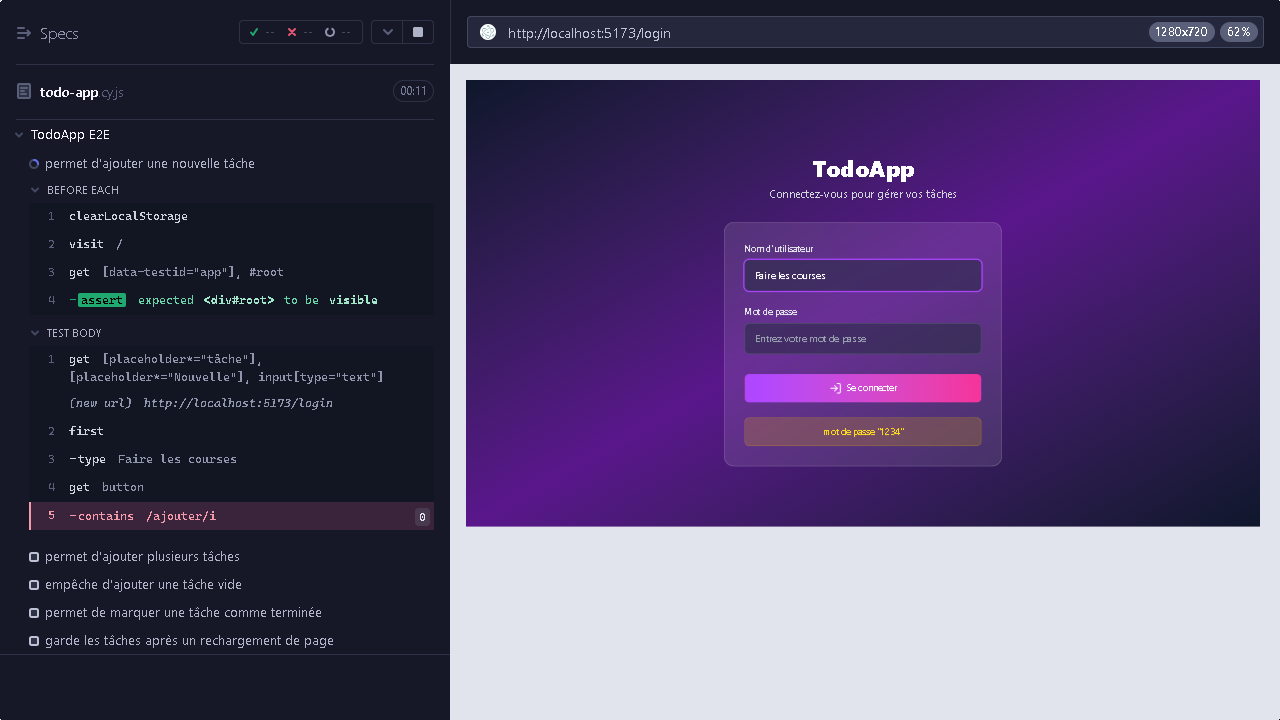 Specs
-- -- --
todo-app.cy.js
00:11
TodoApp E2E
permet d'ajouter une nouvelle tâche
BEFORE EACH
1 clearLocalStorage
2 visit /
3 get [data-testid="app"], #root
4 -assert expected <div#root> to be visible
TEST BODY
1 get [placeholder*="tâche"],
[placeholder*="Nouvelle"], input[type="text"]
(new url) http://localhost:5173/login
2 first
3 -type Faire les courses
4 get button
5 -contains /ajouter/i 0
permet d'ajouter plusieurs tâches
empêche d'ajouter une tâche vide
permet de marquer une tâche comme terminée
garde les tâches après un rechargement de page
http://localhost:5173/login
1280x720 62%
TodoApp
Connectez-vous pour gérer vos tâches
Nom d'utilisateur
Faire les courses
Mot de passe
Entrez votre mot de passe
Se connecter
mot de passe "1234"